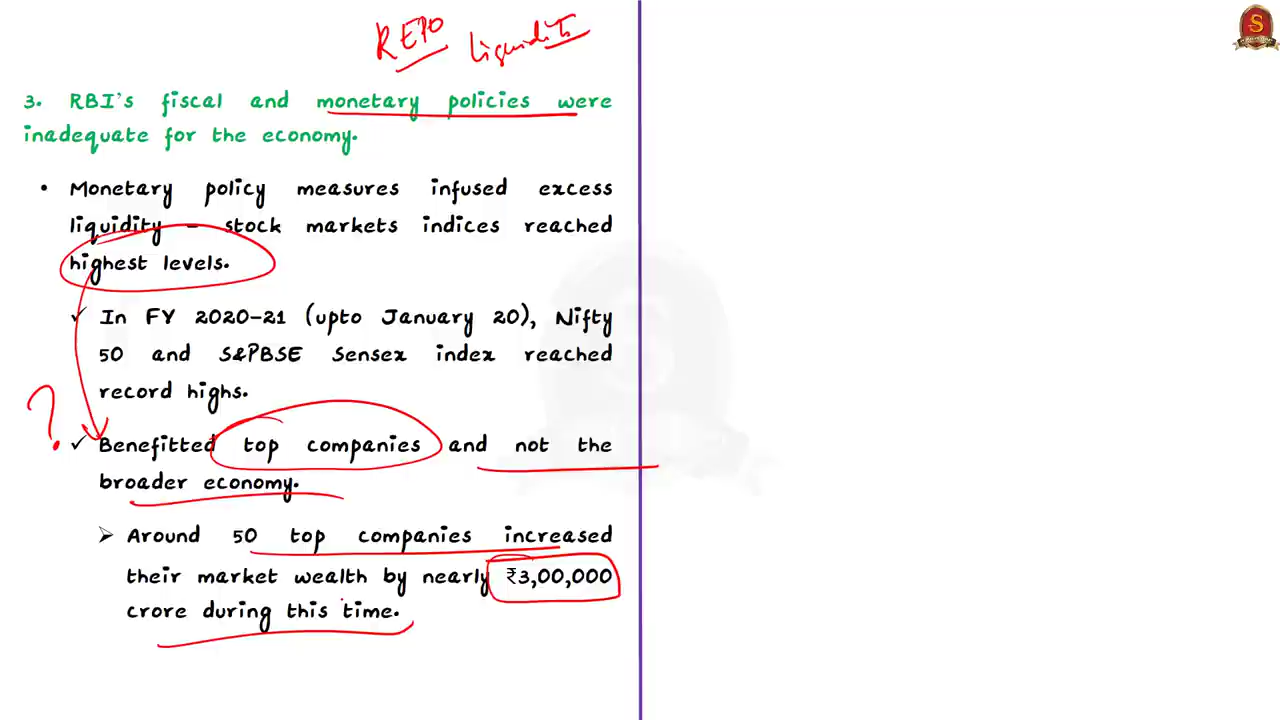 REPO liquidity
3. RBI's fiscal and monetary policies were
inadequate for the economy.
• Monetary policy measures infused excess
liquidity – stock markets indices reached
highest levels.
✓ In FY 2020-21 (upto January 20), Nifty
50 and S&PBSE Sensex index reached
record highs.
?
✓ Benefitted top companies and not the
broader economy.
➢ Around 50 top companies increased
their market wealth by nearly ₹3,00,000
crore during this time.
S